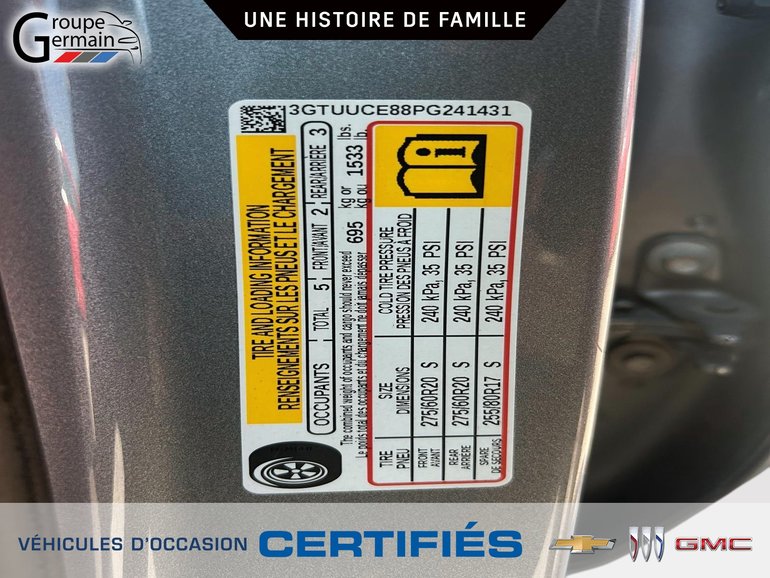 Groupe
Germain
UNE HISTOIRE DE FAMILLE
3GTUUCE88PG241431
TIRE AND LOADING INFORMATION
RENSEIGNEMENTS SUR LES PNEUS ET LE CHARGEMENT
OCCUPANTS TOTAL 5 FRONT/AVANT 2 REAR/ARRIÈRE 3
The combined weight of occupants and cargo should never exceed 695 kg or 1533 lbs.
Le poids total des occupants et du chargement ne doit jamais dépasser kg ou lb.
TIRE SIZE COLD TIRE PRESSURE
PNEU DIMENSIONS PRESSION DES PNEUS À FROID
FRONT 275/60R20 S 240 kPa, 35 PSI
AVANT
REAR 275/60R20 S 240 kPa, 35 PSI
ARRIÈRE
SPARE 255/80R17 S 240 kPa, 35 PSI
DE SECOURS
VÉHICULES D'OCCASION CERTIFIÉS GMC